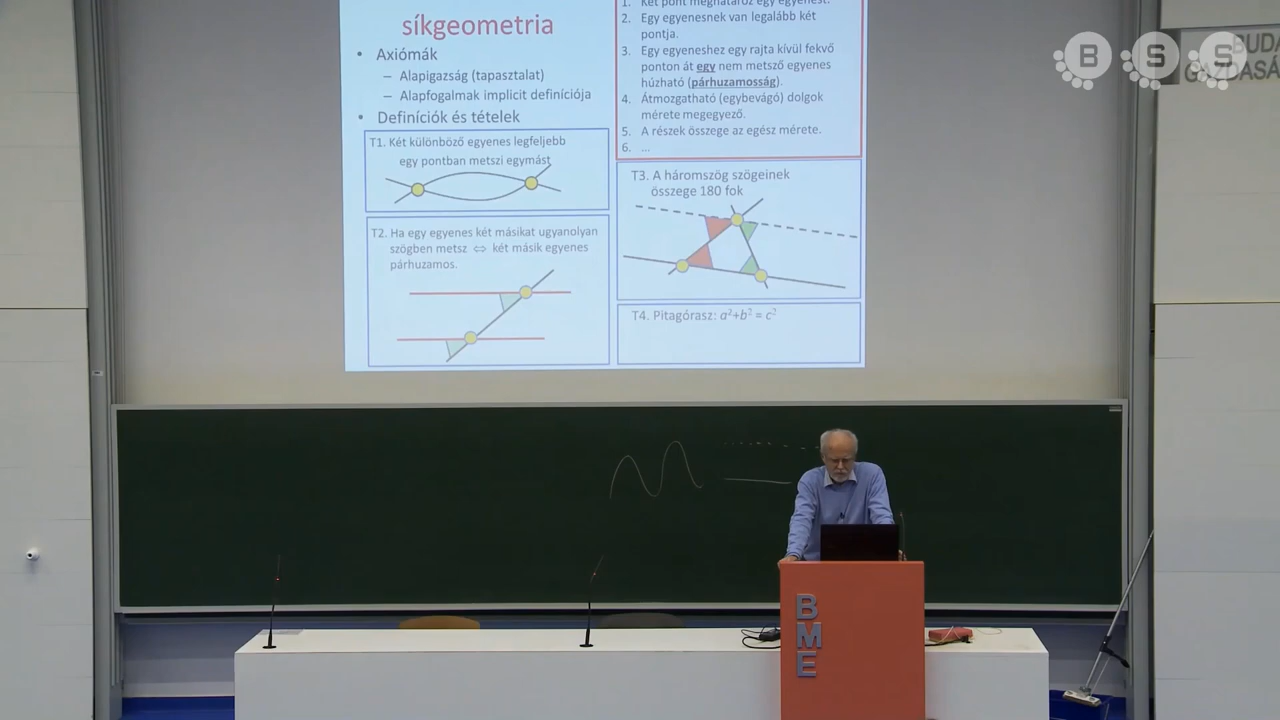 síkgeometria
• Axiómák
– Alapigazság (tapasztalat)
– Alapfogalmak implicit definíciója
• Definíciók és tételek
T1. Két különböző egyenes legfeljebb
egy pontban metszi egymást
T2. Ha egy egyenes két másikat ugyanolyan
szögben metsz ⇔ két másik egyenes
párhuzamos.
1. Két pont meghatároz egy egyenest.
2. Egy egyenesnek van legalább két
pontja.
3. Egy egyeneshez egy rajta kívül fekvő
ponton át egy nem metsző egyenes
húzható (párhuzamosság).
4. Átmozgatható (egybevágó) dolgok
mérete megegyező.
5. A részek összege az egész mérete.
6. ...
T3. A háromszög szögeinek
összege 180 fok
T4. Pitagórasz: a²+b² = c²
BSS
BUDA
GAZDASÁ
BME